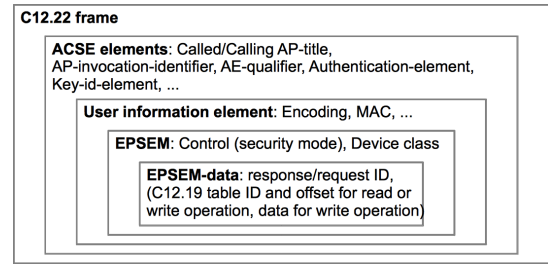 C12.22 frame
ACSE elements: Called/Calling AP-title,
AP-invocation-identifier, AE-qualifier, Authentication-element,
Key-id-element, ...
User information element: Encoding, MAC, ...
EPSEM: Control (security mode), Device class
EPSEM-data: response/request ID,
(C12.19 table ID and offset for read or
write operation, data for write operation)